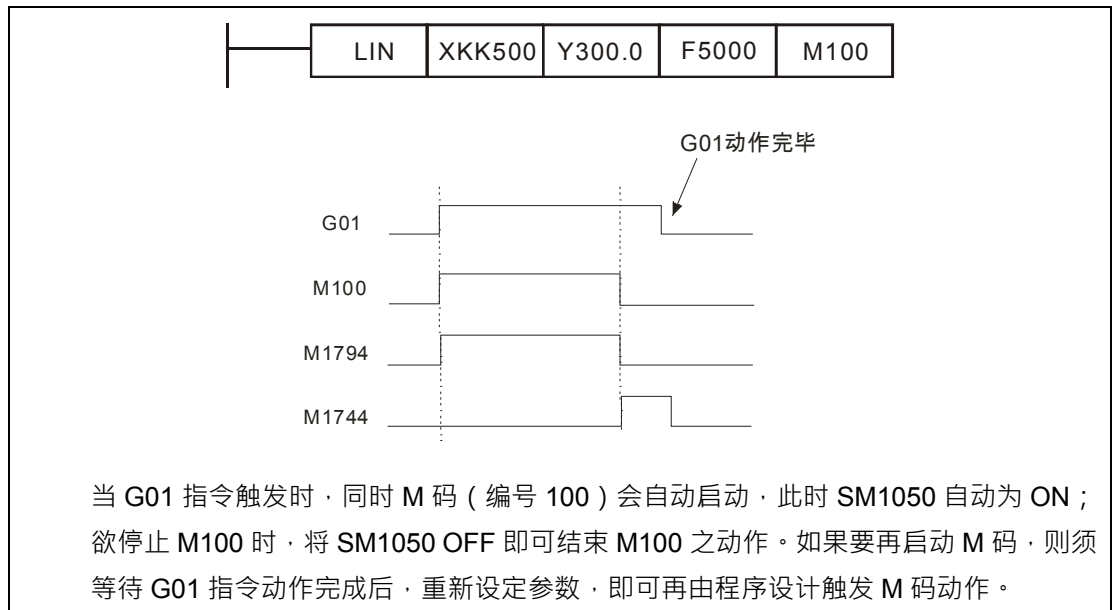 LIN XKK500 Y300.0 F5000 M100
G01动作完毕
G01
M100
M1794
M1744
当 G01 指令触发时，同时 M 码（编号 100）会自动启动，此时 SM1050 自动为 ON；
欲停止 M100 时，将 SM1050 OFF 即可结束 M100 之动作。如果要再启动 M 码，则须
等待 G01 指令动作完成后，重新设定参数，即可再由程序设计触发 M 码动作。